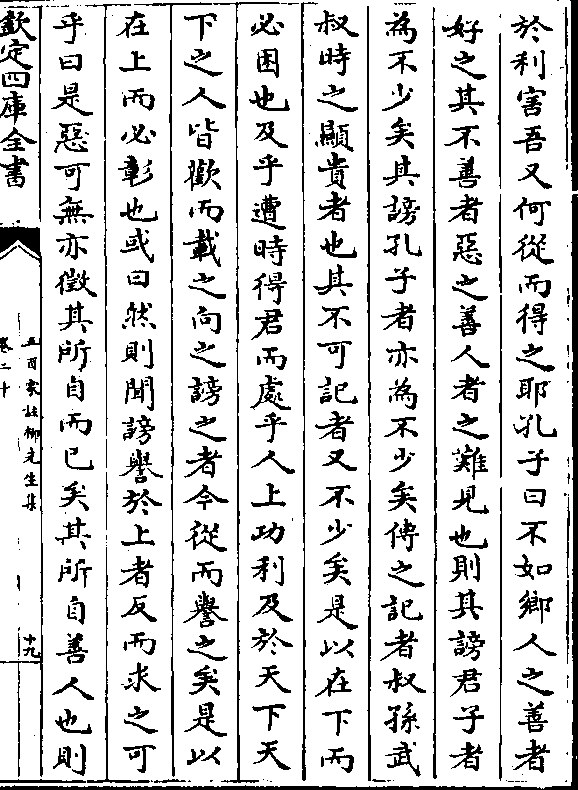 於利害吾又何從而得之耶孔子曰不如鄉人之善者
好之其不善者惡之善人者之難見也則其謗君子者
為不少矣其謗孔子者亦為不少矣傳之記者叔孫武
叔時之顯貴者也其不可記者又不少矣是以在下而
必困也及乎遭時得君而處乎人上功利及於天下天
下之人皆歡而載之向之謗之者今從而譽之矣是以
在上而必彰也或曰然則聞謗譽於上者反而求之可
乎曰是惡可無亦徵其所自而已矣其所自善人也則
欽定四庫全書
五百家註柳先生集
卷二十
十九